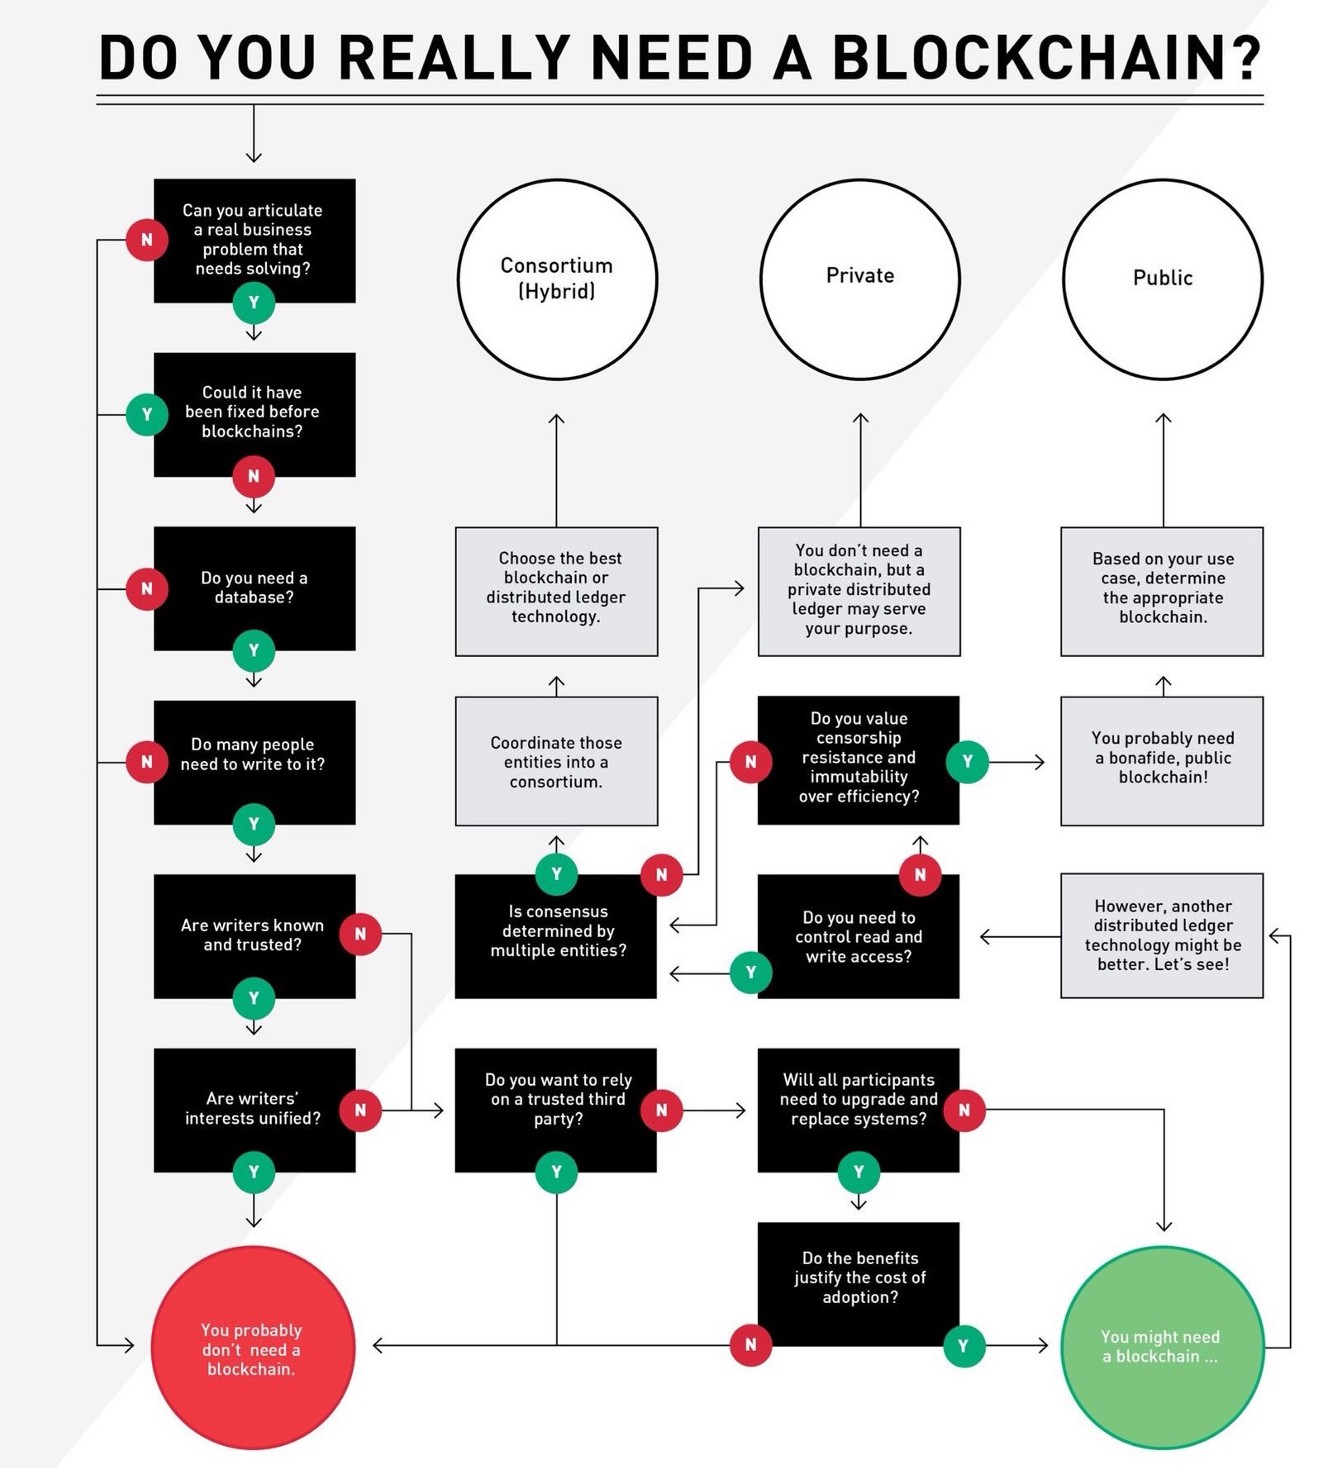 DO YOU REALLY NEED A BLOCKCHAIN?
Can you articulate
a real business
problem that
needs solving?
N
Y
Consortium
(Hybrid)
Private
Public
Could it have
been fixed before
blockchains?
Y
N
Do you need a
database?
N
Y
Choose the best
blockchain or
distributed ledger
technology.
You don't need a
blockchain, but a
private distributed
ledger may serve
your purpose.
Based on your use
case, determine
the appropriate
blockchain.
Do many people
need to write to it?
N
Y
Coordinate those
entities into a
consortium.
Do you value
censorship
resistance and
immutability
over efficiency?
N
Y
You probably need
a bonafide, public
blockchain!
Are writers known
and trusted?
N
Y
Y
N
Is consensus
determined by
multiple entities?
N
Do you need to
control read and
write access?
Y
However, another
distributed ledger
technology might be
better. Let's see!
Are writers'
interests unified?
N
Y
Do you want to rely
on a trusted third
party?
N
Y
Will all participants
need to upgrade and
replace systems?
N
Y
Do the benefits
justify the cost of
adoption?
N
Y
You probably
don't need a
blockchain.
You might need
a blockchain ...